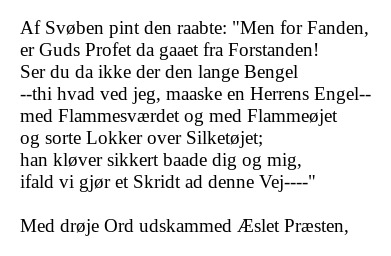 Af Svøben pint den raabte: "Men for Fanden,
er Guds Profet da gaaet fra Forstanden!
Ser du da ikke der den lange Bengel
--thi hvad ved jeg, maaske en Herrens Engel--
med Flammesværdet og med Flammeøjet
og sorte Lokker over Silketøjet;
han kløver sikkert baade dig og mig,
ifald vi gjør et Skridt ad denne Vej----"

Med drøje Ord udskammed Æslet Præsten,